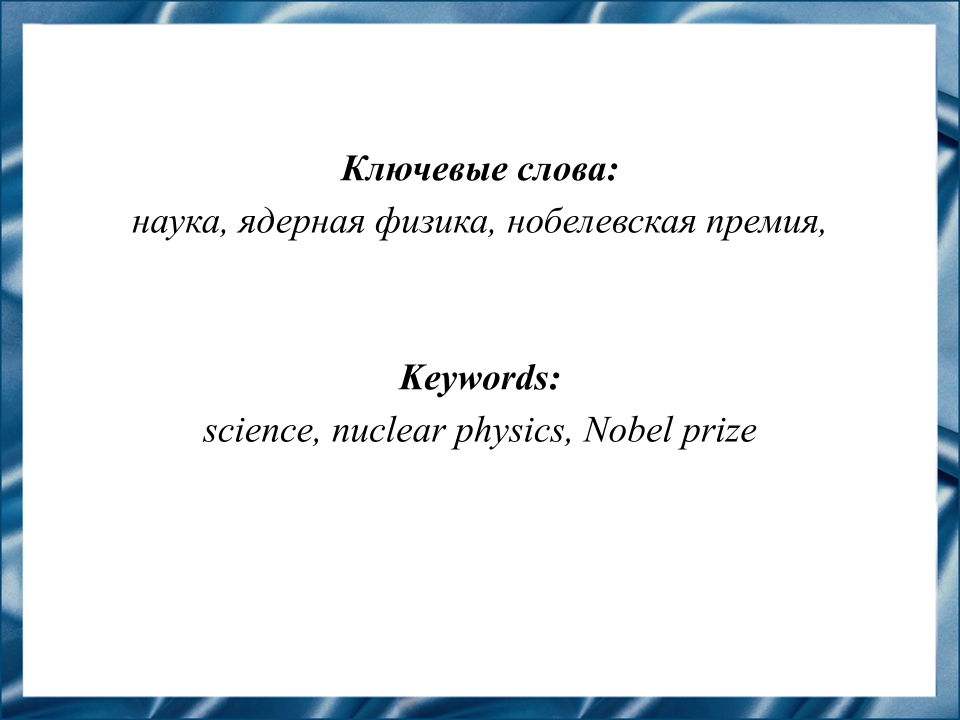 Ключевые слова:
наука, ядерная физика, нобелевская премия,
Keywords:
science, nuclear physics, Nobel prize